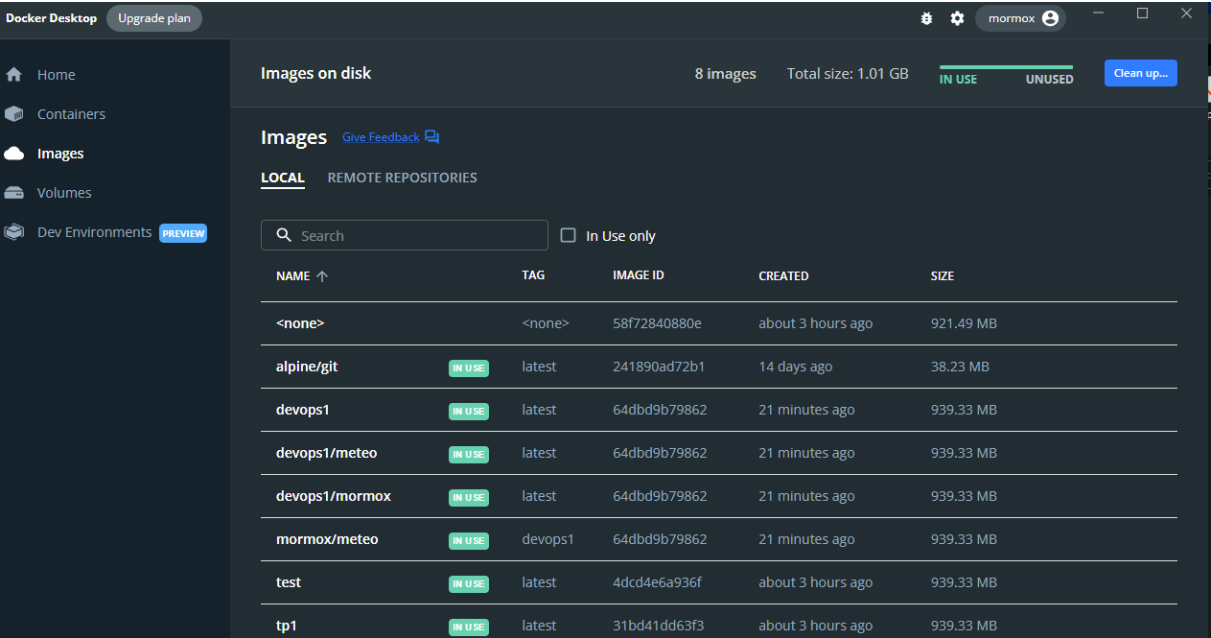 Docker Desktop Upgrade plan mormox
Home
Containers
Images
Volumes
Dev Environments PREVIEW
Images on disk 8 images Total size: 1.01 GB IN USE UNUSED Clean up...
Images Give Feedback
LOCAL REMOTE REPOSITORIES
Search In Use only
NAME TAG IMAGE ID CREATED SIZE
<none> <none> 58f72840880e about 3 hours ago 921.49 MB
alpine/git IN USE latest 241890ad72b1 14 days ago 38.23 MB
devops1 IN USE latest 64dbd9b79862 21 minutes ago 939.33 MB
devops1/meteo IN USE latest 64dbd9b79862 21 minutes ago 939.33 MB
devops1/mormox IN USE latest 64dbd9b79862 21 minutes ago 939.33 MB
mormox/meteo IN USE devops1 64dbd9b79862 21 minutes ago 939.33 MB
test IN USE latest 4dcd4e6a936f about 3 hours ago 939.33 MB
tp1 IN USE latest 31bd41dd63f3 about 3 hours ago 939.33 MB